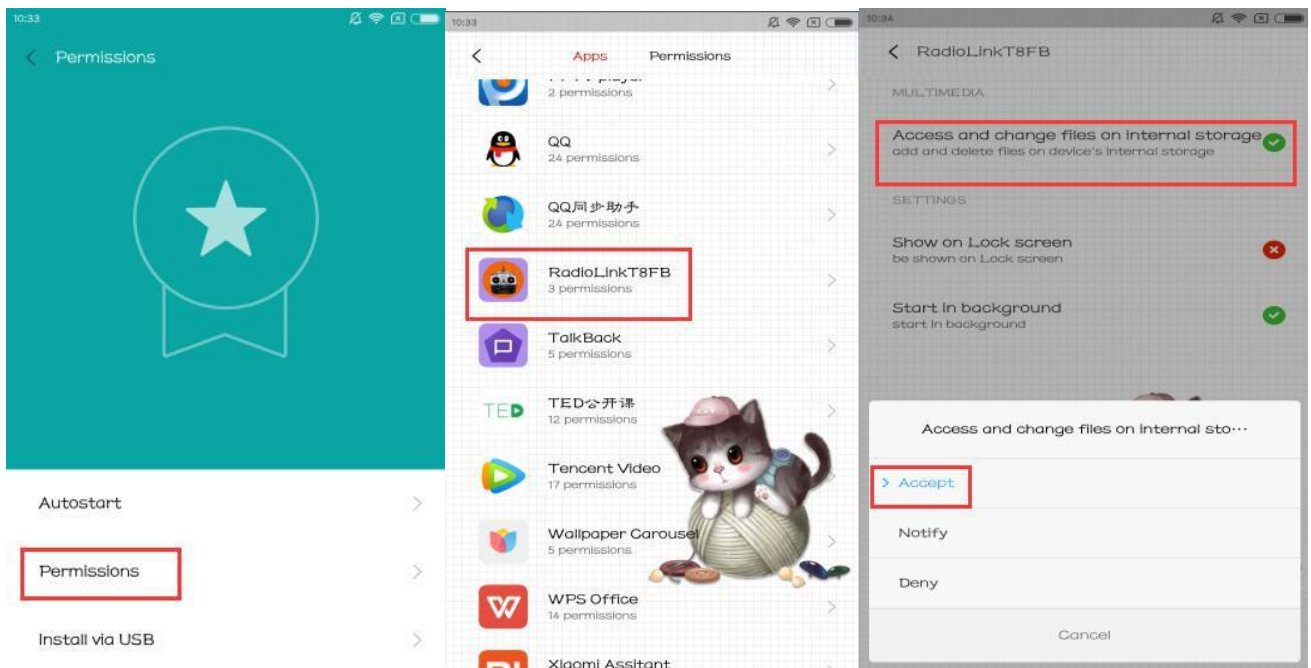 10:33
Permissions
Autostart
Permissions
Install via USB
10:33
Apps
Permissions
2 permissions
QQ
24 permissions
QQ同步助手
24 permissions
RadioLinkT8FB
3 permissions
TalkBack
5 permissions
TED
TED公开课
12 permissions
Tencent Video
17 permissions
Wallpaper Carousel
5 permissions
WPS Office
14 permissions
Xiaomi Assitant
10:34
RadioLinkT8FB
MULTIMEDIA
Access and change files on internal storage
add and delete files on device's internal storage
SETTINGS
Show on Lock screen
be shown on Lock screen
Start in background
start in background
Access and change files on internal sto···
Accept
Notify
Deny
Cancel